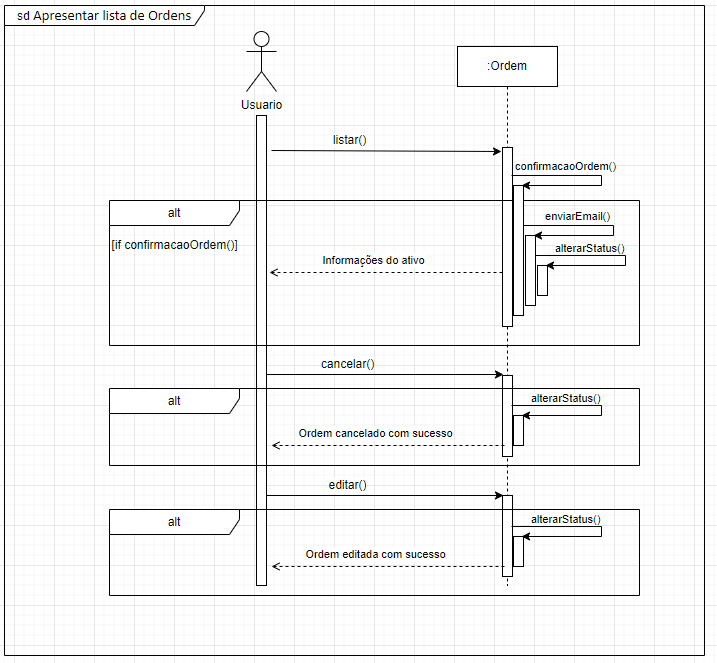 sd Apresentar lista de Ordens
Usuario
:Ordem
listar()
confirmacaoOrdem()
alt
enviarEmail()
[if confirmacaoOrdem()]
alterarStatus()
Informações do ativo
cancelar()
alt
alterarStatus()
Ordem cancelado com sucesso
editar()
alt
alterarStatus()
Ordem editada com sucesso